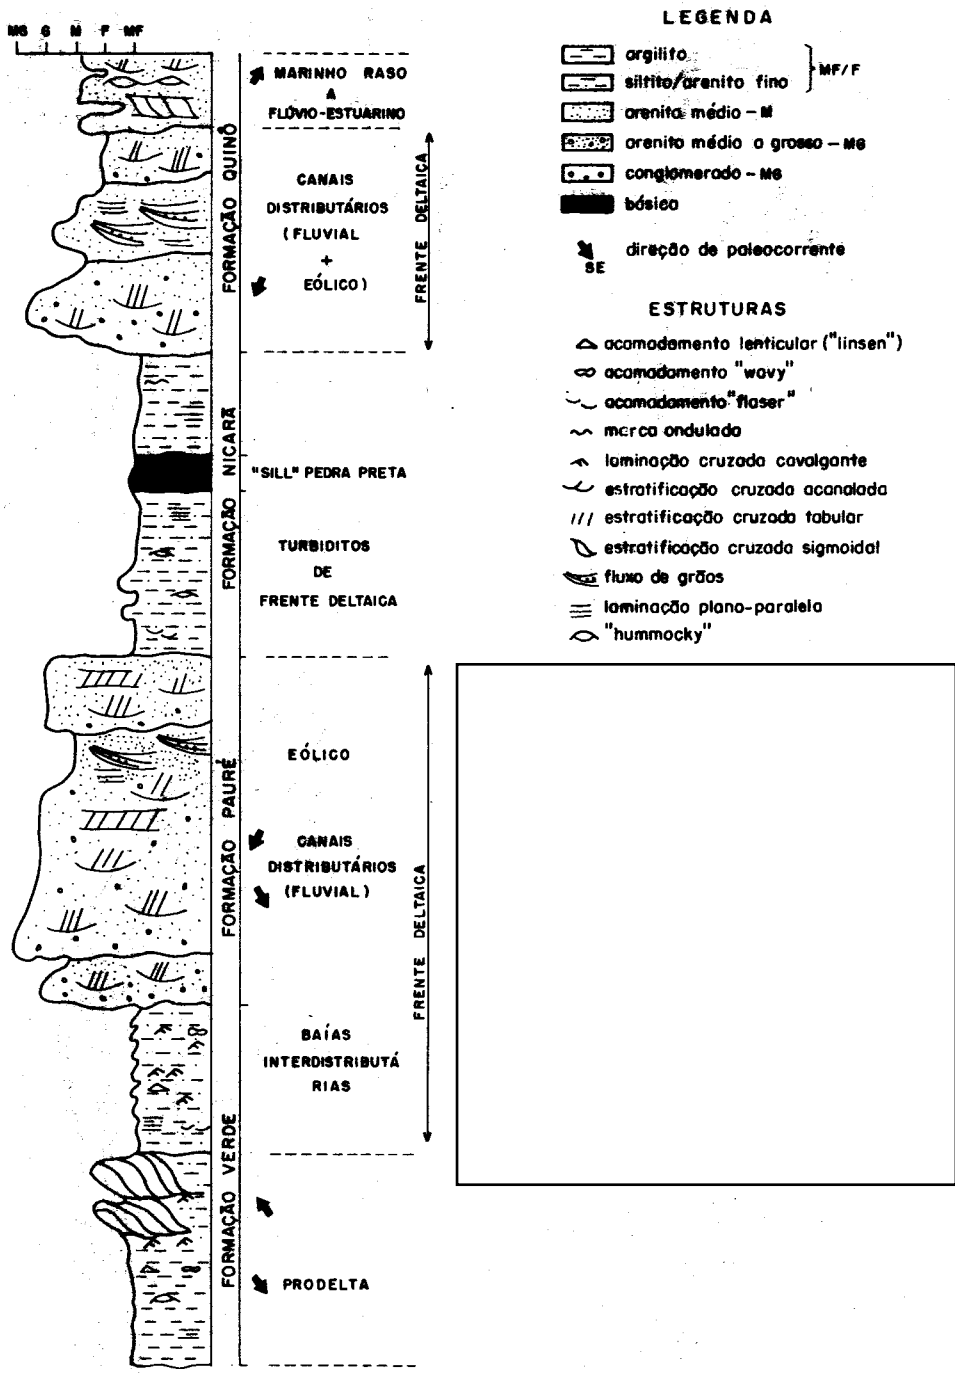 MG G M F MF
MARINHO RASO
A
FLÚVIO-ESTUARINO
CANAIS
DISTRIBUTÁRIOS
(FLUVIAL
+
EÓLICO)
FRENTE DELTAICA
FORMAÇÃO QUINÔ
"SILL" PEDRA PRETA
TURBIDITOS
DE
FRENTE DELTAICA
FORMAÇÃO NICARÁ
EÓLICO
CANAIS
DISTRIBUTÁRIOS
(FLUVIAL)
FORMAÇÃO PAURÉ
FRENTE DELTAICA
BAÍAS
INTERDISTRIBUTÁ
RIAS
PRODELTA
FORMAÇÃO VERDE
LEGENDA
argilito
siltito/arenito fino
MF/F
arenito médio - M
arenito médio a grosso - MG
conglomerado - MG
básica
direção de paleocorrente
SE
ESTRUTURAS
acamadamento lenticular ("linsen")
acamadamento "wavy"
acamadamento "flaser"
marca ondulada
laminação cruzada cavalgante
estratificação cruzada acanalada
estratificação cruzada tabular
estratificação cruzada sigmoidal
fluxo de grãos
laminação plano-paralela
"hummocky"